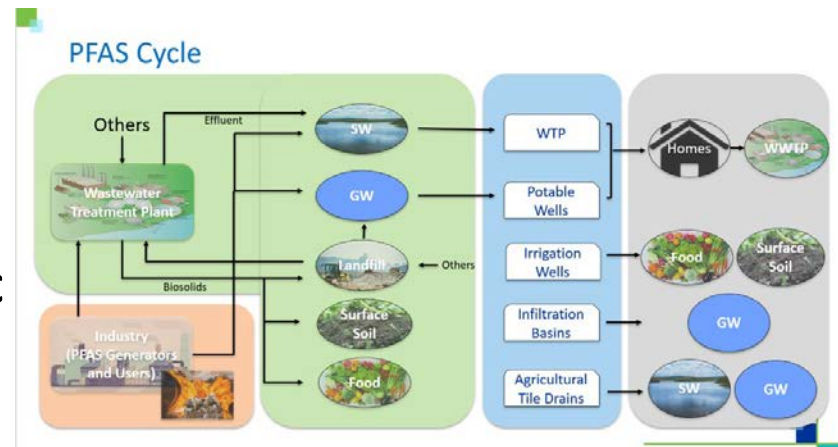 PFAS Cycle
Others
Effluent
Wastewater
Treatment Plant
Biosolids
Industry
(PFAS Generators
and Users)
SW
GW
Landfill
Others
Surface
Soil
Food
WTP
Potable
Wells
Irrigation
Wells
Infiltration
Basins
Agricultural
Tile Drains
Homes
WWTP
Food
Surface
Soil
GW
SW
GW